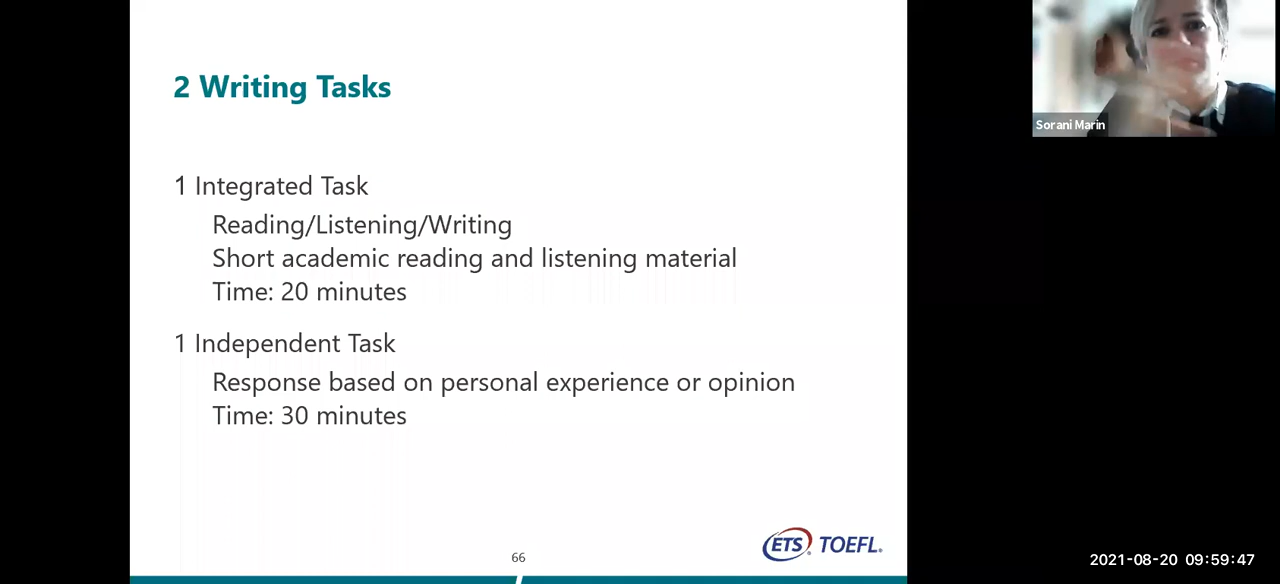 2 Writing Tasks
1 Integrated Task
Reading/Listening/Writing
Short academic reading and listening material
Time: 20 minutes
1 Independent Task
Response based on personal experience or opinion
Time: 30 minutes
66
ETS TOEFL
Sorani Marin
2021-08-20 09:59:47